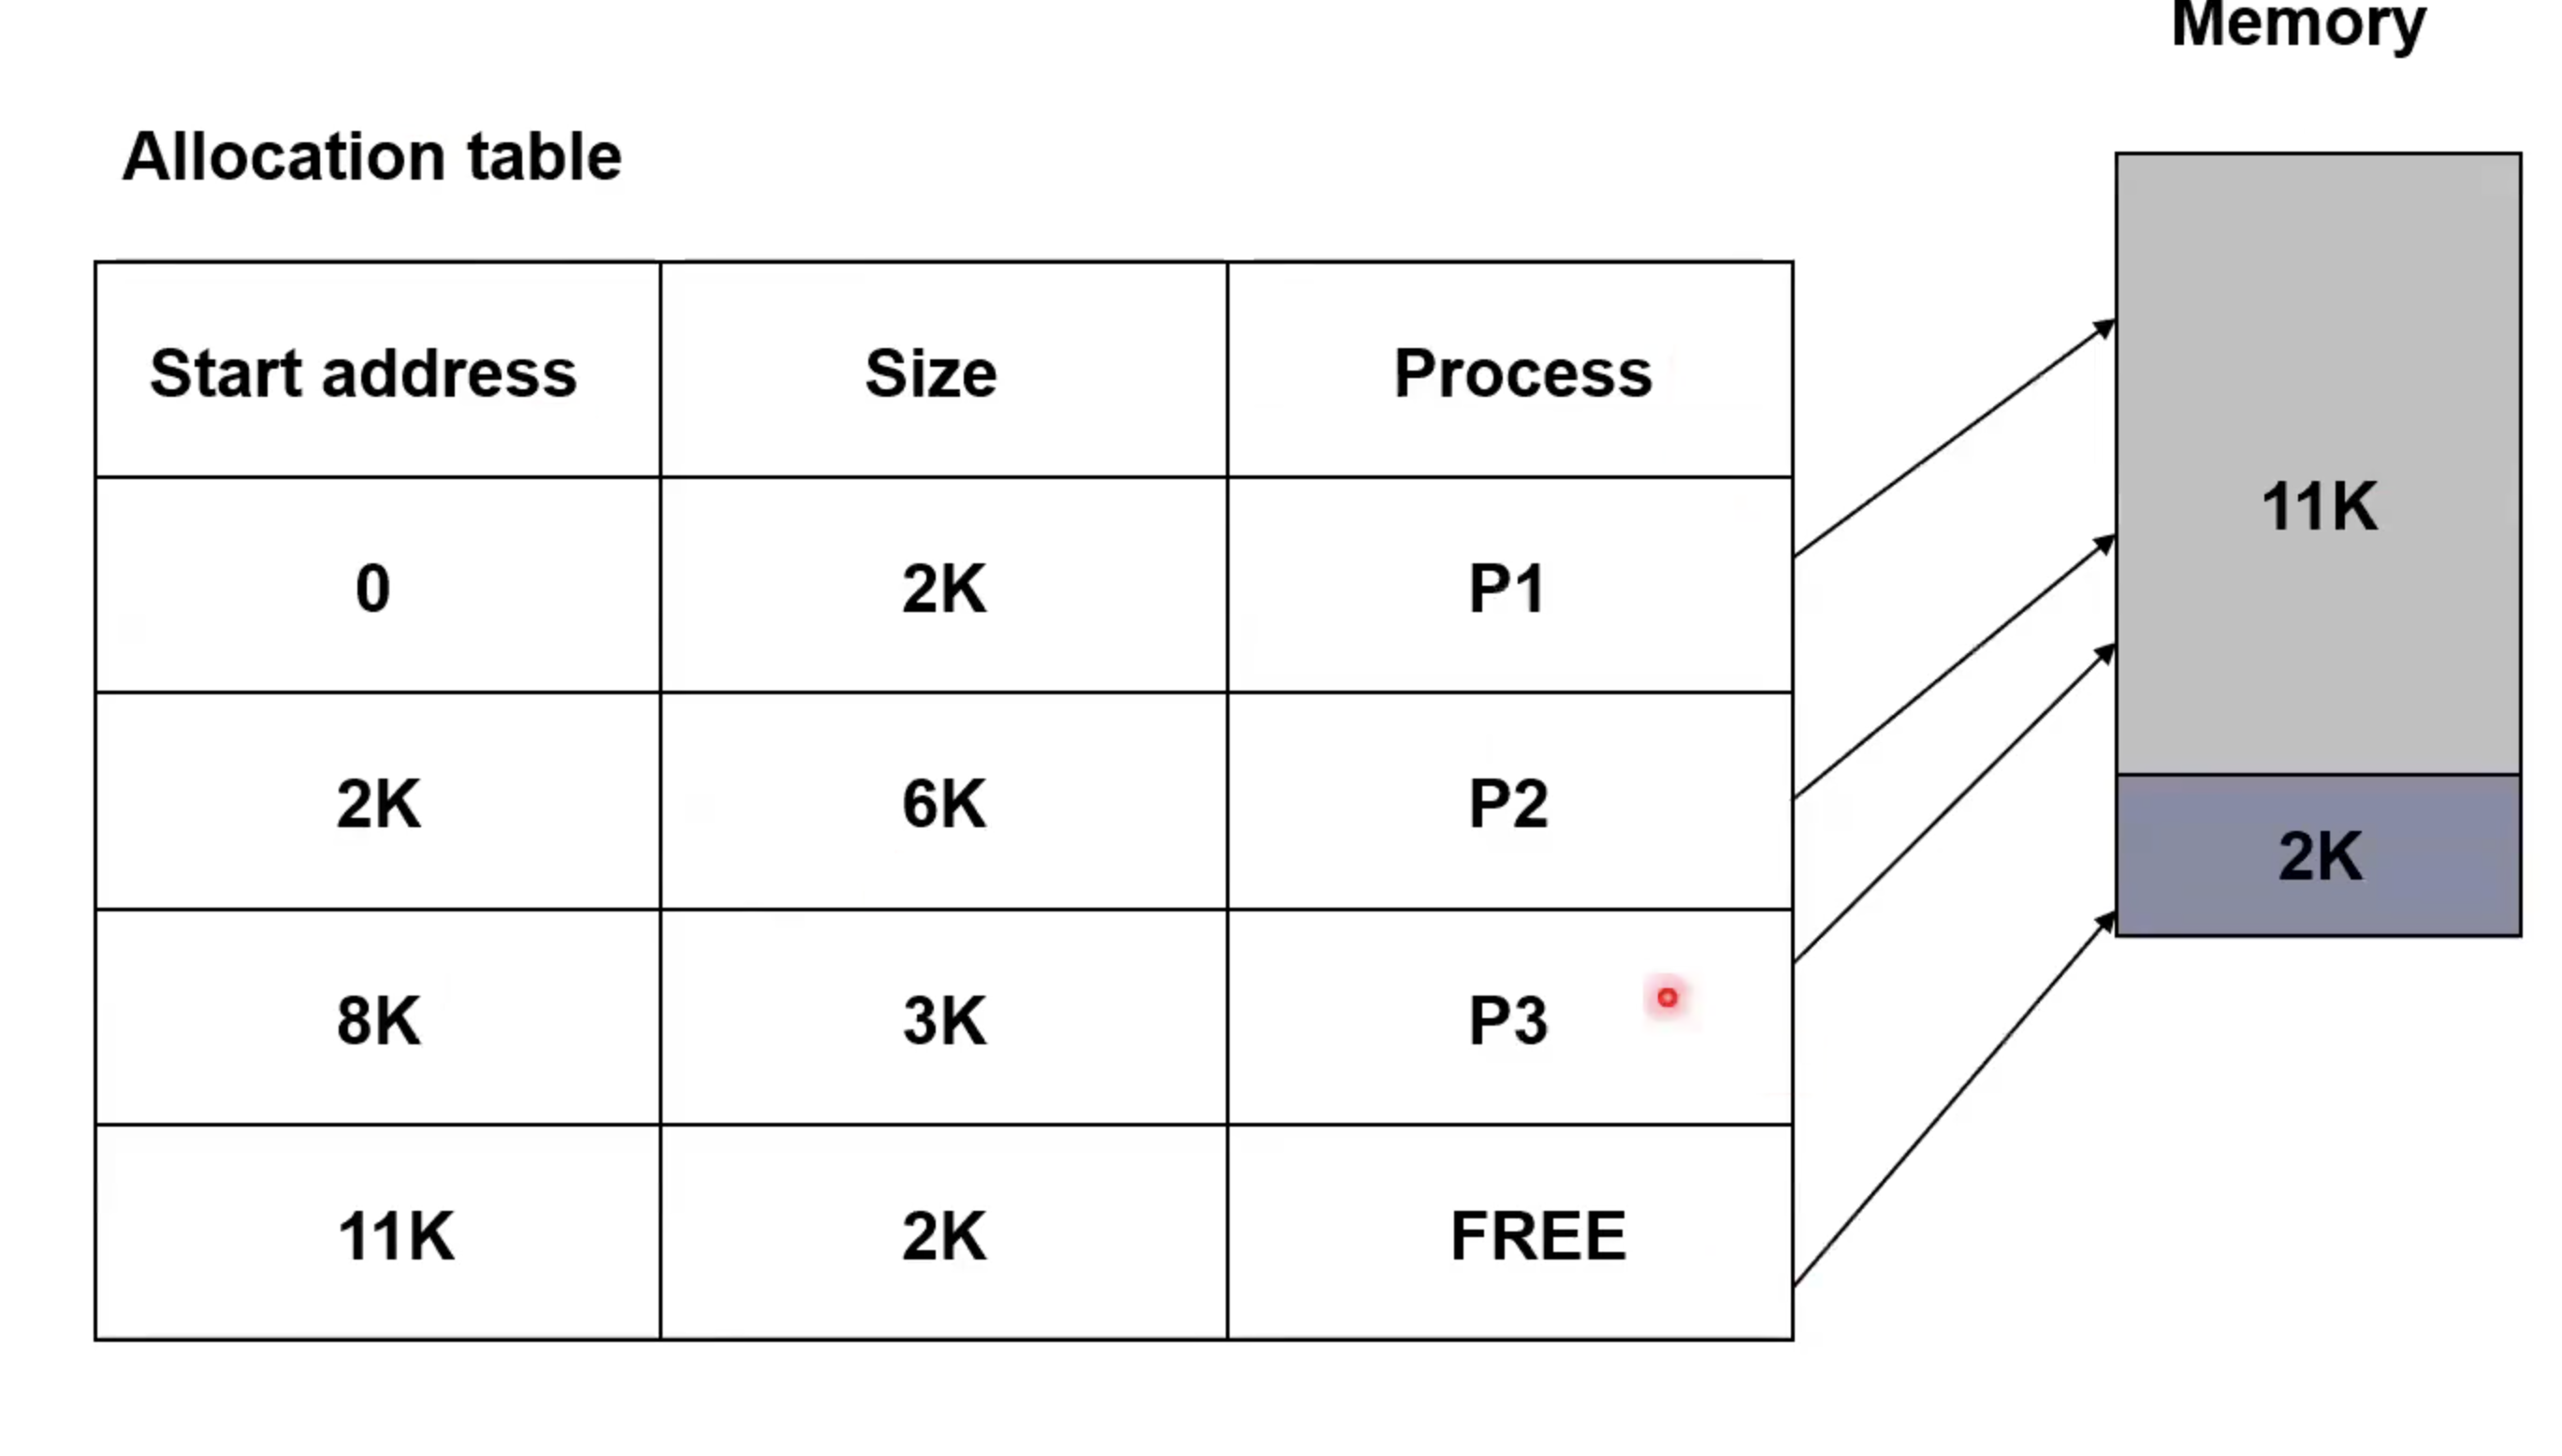 Memory
Allocation table
Start address Size Process
0 2K P1
2K 6K P2
8K 3K P3
11K 2K FREE
11K
2K